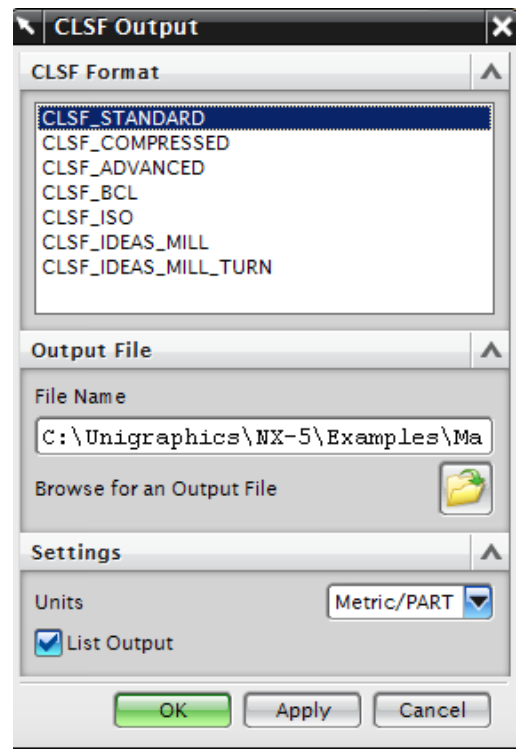 CLSF Output
CLSF Format
CLSF_STANDARD
CLSF_COMPRESSED
CLSF_ADVANCED
CLSF_BCL
CLSF_ISO
CLSF_IDEAS_MILL
CLSF_IDEAS_MILL_TURN
Output File
File Name
C:\Unigraphics\NX-5\Examples\Ma
Browse for an Output File
Settings
Units Metric/PART
List Output
OK Apply Cancel